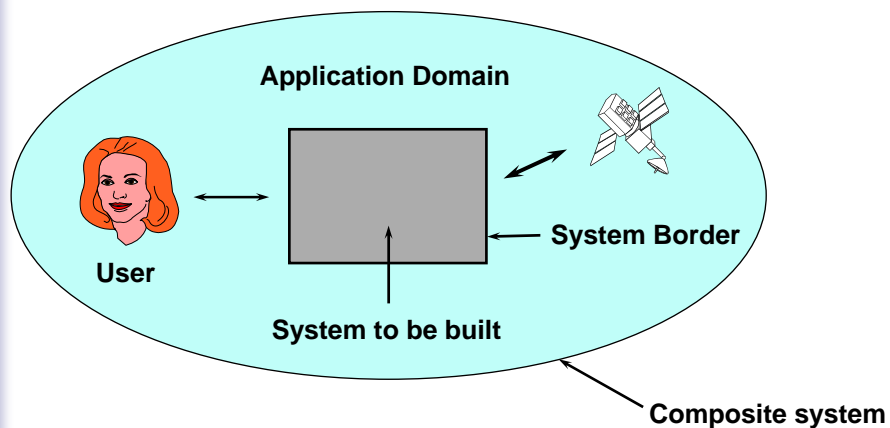 Application Domain
System Border
User
System to be built
Composite system